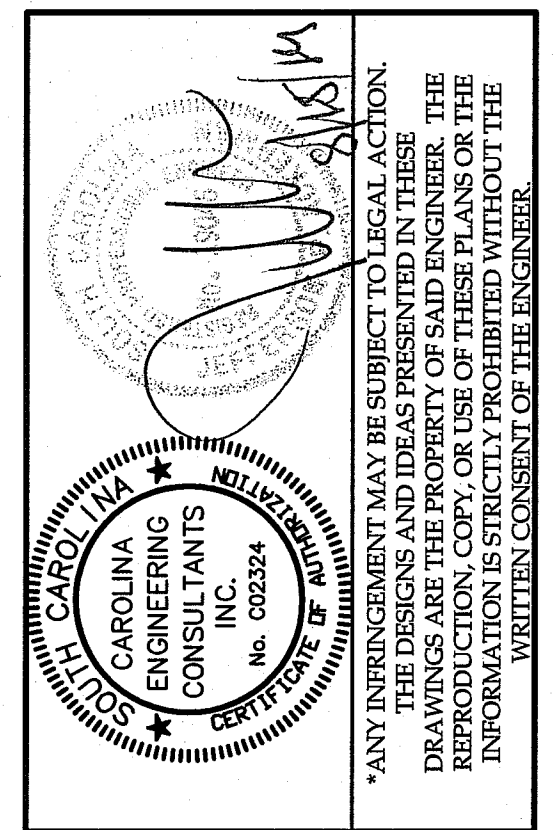 SOUTH CAROLINA
CAROLINA
ENGINEERING
CONSULTANTS
INC.
No. C02324
CERTIFICATE OF AUTHORIZATION
SOUTH CAROLINA
JEFFERSON
*ANY INFRINGEMENT MAY BE SUBJECT TO LEGAL ACTION.
THE DESIGNS AND IDEAS PRESENTED IN THESE
DRAWINGS ARE THE PROPERTY OF SAID ENGINEER. THE
REPRODUCTION, COPY, OR USE OF THESE PLANS OR THE
INFORMATION IS STRICTLY PROHIBITED WITHOUT THE
WRITTEN CONSENT OF THE ENGINEER.